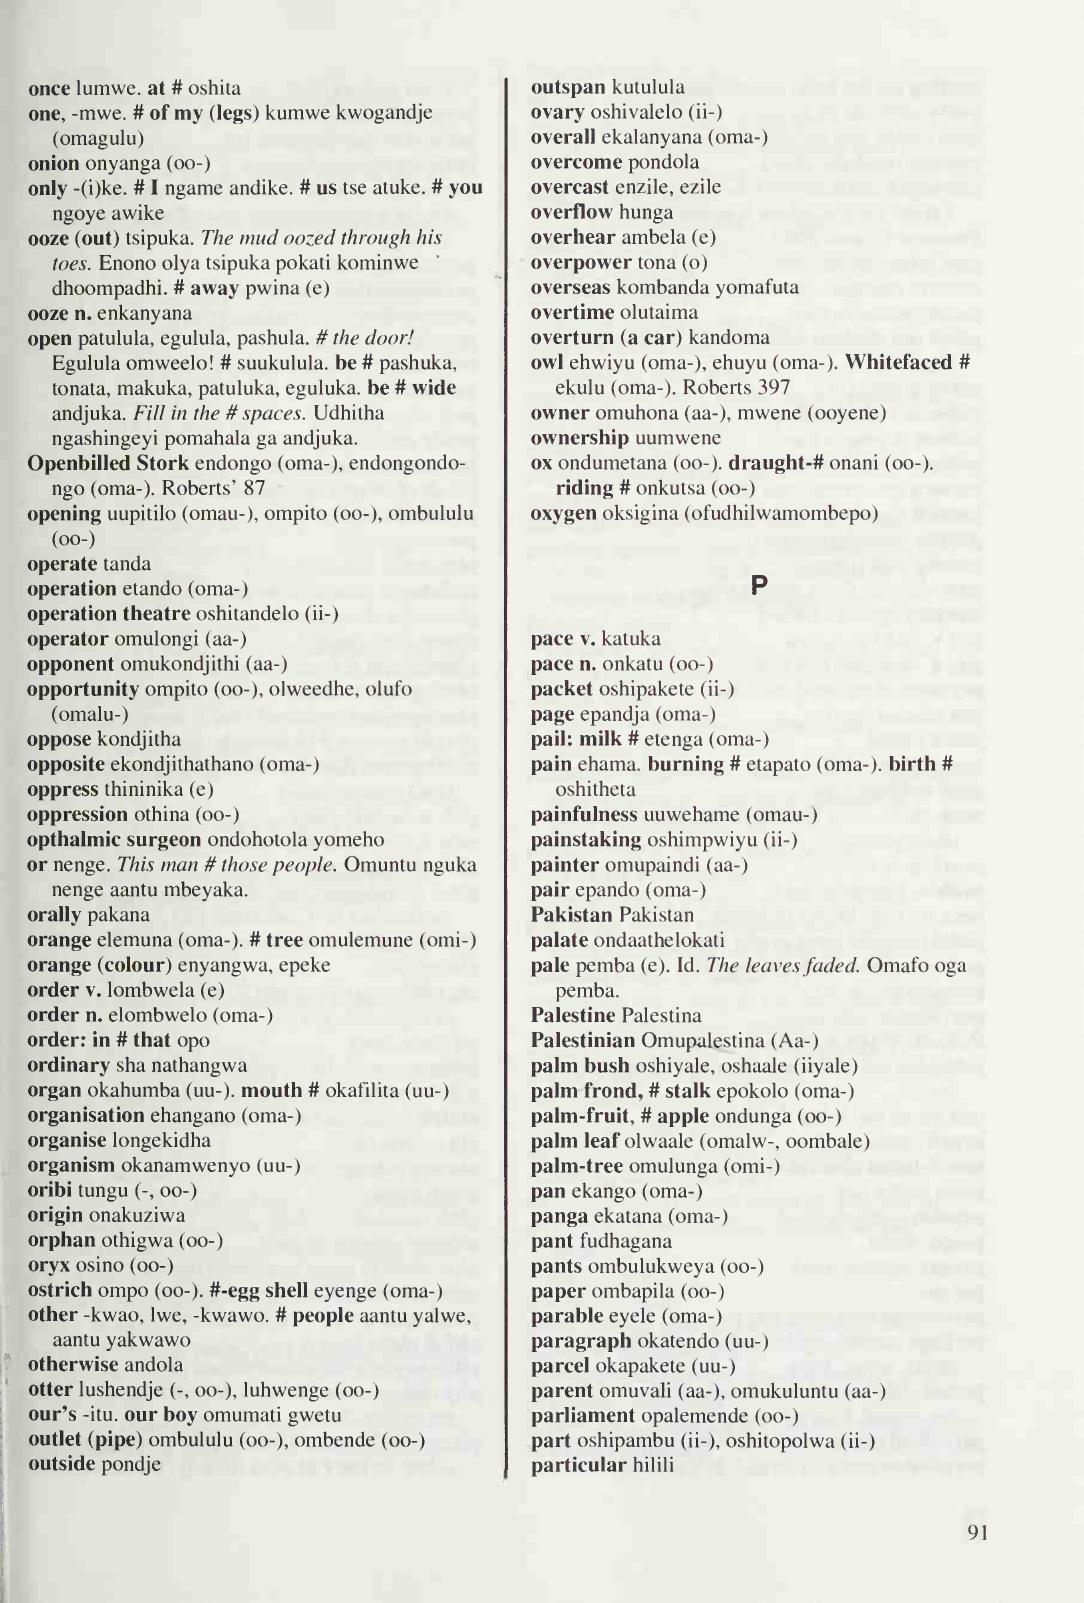 once lumwe. at # oshita
one, -mwe. # of my (legs) kumwe kwogandje
(omagulu)
onion onyanga (oo-)
only -(i)ke. # I ngame andike. # us tse atuke. # you
ngoye awike
ooze (out) tsipuka. The mud oozed through his
toes. Enono olya tsipuka pokati kominwe
dhoompadhi. # away pwina (e)
ooze n. enkanyana
open patulula, egulula, pashula. # the door!
Egulula omweelo! # suukulula. be # pashuka,
tonata, makuka, patuluka, eguluka. be # wide
andjuka. Fill in the # spaces. Udhitha
ngashingeyi pomahala ga andjuka.
Openbilled Stork endongo (oma-), endongondo-
ngo (oma-). Roberts' 87
opening uupitilo (omau-), ompito (oo-), ombululu
(oo-)
operate tanda
operation etando (oma-)
operation theatre oshitandelo (ii-)
operator omulongi (aa-)
opponent omukondjithi (aa-)
opportunity ompito (oo-), olweedhe, olufo
(omalu-)
oppose kondjitha
opposite ekondjithathano (oma-)
oppress thininika (e)
oppression othina (oo-)
opthalmic surgeon ondohotola yomeho
or nenge. This man # those people. Omuntu nguka
nenge aantu mbeyaka.
orally pakana
orange elemuna (oma-). # tree omulemune (omi-)
orange (colour) enyangwa, epeke
order v. lombwela (e)
order n. elombwelo (oma-)
order: in # that opo
ordinary sha nathangwa
organ okahumba (uu-). mouth # okafilita (uu-)
organisation ehangano (oma-)
organise longekidha
organism okanamwenyo (uu-)
oribi tungu (-, oo-)
origin onakuziwa
orphan othigwa (oo-)
oryx osino (oo-)
ostrich ompo (oo-). #-egg shell eyenge (oma-)
other -kwao, lwe, -kwawo. # people aantu yalwe,
aantu yakwawo
otherwise andola
otter lushendje (-, oo-), luhwenge (oo-)
our's -itu. our boy omumati gwetu
outlet (pipe) ombululu (oo-), ombende (oo-)
outside pondje
outspan kutulula
ovary oshivalelo (ii-)
overall ekalanyana (oma-)
overcome pondola
overcast enzile, ezile
overflow hunga
overhear ambela (e)
overpower tona (o)
overseas kombanda yomafuta
overtime olutaima
overturn (a car) kandoma
owl ehwiyu (oma-), ehuyu (oma-). Whitefaced #
ekulu (oma-). Roberts 397
owner omuhona (aa-), mwene (ooyene)
ownership uumwene
ox ondumetana (oo-). draught-# onani (oo-).
riding # onkutsa (oo-)
oxygen oksigina (ofudhilwamombepo)
P
pace v. katuka
pace n. onkatu (oo-)
packet oshipakete (ii-)
page epandja (oma-)
pail: milk # etenga (oma-)
pain ehama. burning # etapato (oma-). birth #
oshitheta
painfulness uuwehame (omau-)
painstaking oshimpwiyu (ii-)
painter omupaindi (aa-)
pair epando (oma-)
Pakistan Pakistan
palate ondaathelokati
pale pemba (e). Id. The leaves faded. Omafo oga
pemba.
Palestine Palestina
Palestinian Omupalestina (Aa-)
palm bush oshiyale, oshaale (iiyale)
palm frond, # stalk epokolo (oma-)
palm-fruit, # apple ondunga (oo-)
palm leaf olwaale (omalw-, oombale)
palm-tree omulunga (omi-)
pan ekango (oma-)
panga ekatana (oma-)
pant fudhagana
pants ombulukweya (oo-)
paper ombapila (oo-)
parable eyele (oma-)
paragraph okatendo (uu-)
parcel okapakete (uu-)
parent omuvali (aa-), omukuluntu (aa-)
parliament opalemende (oo-)
part oshipambu (ii-), oshitopolwa (ii-)
particular hilili
91